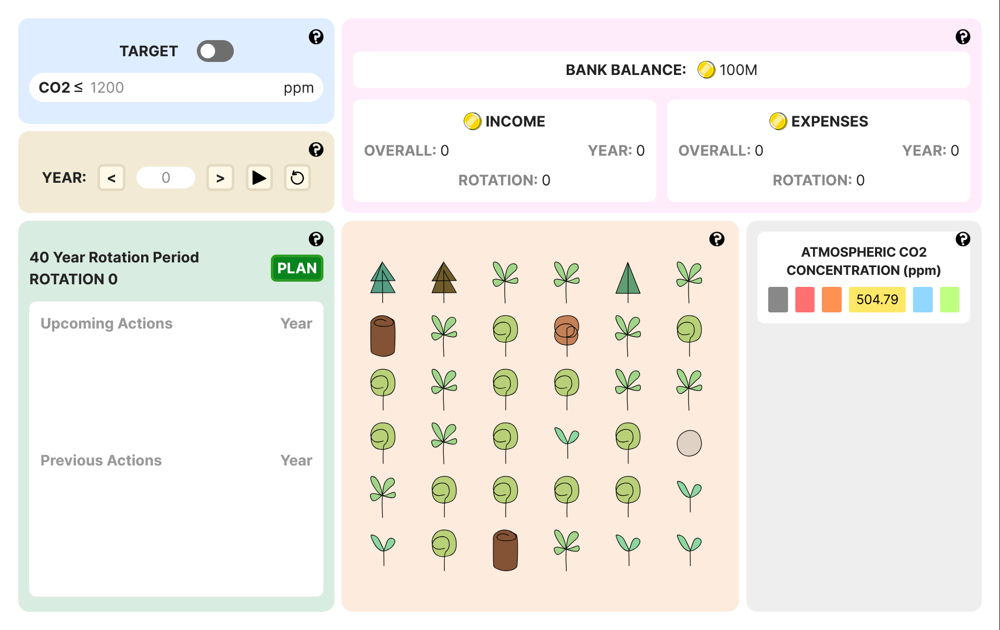 TARGET
CO2 ≤ 1200 ppm
YEAR: < 0 >
40 Year Rotation Period
ROTATION 0
PLAN
Upcoming Actions Year
Previous Actions Year
BANK BALANCE: 100M
INCOME
OVERALL: 0 YEAR: 0
ROTATION: 0
EXPENSES
OVERALL: 0 YEAR: 0
ROTATION: 0
ATMOSPHERIC CO2
CONCENTRATION (ppm)
504.79